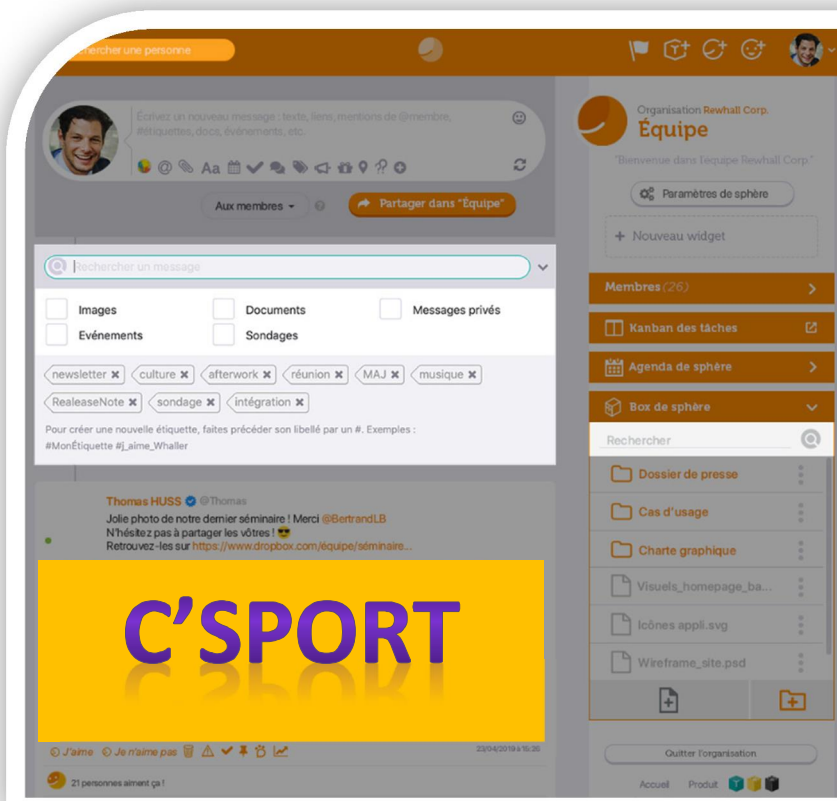 chercher une personne
Écrivez un nouveau message : texte, liens, mentions de @membre,
#étiquettes, docs, événements, etc.
Aa
Aux membres
Partager dans "Équipe"
Rechercher un message
Images
Documents
Messages privés
Evénements
Sondages
newsletter ✖ culture ✖ afterwork ✖ réunion ✖ MAJ ✖ musique ✖
RealeaseNote ✖ sondage ✖ intégration ✖
Pour créer une nouvelle étiquette, faites précéder son libellé par un #. Exemples :
#MonÉtiquette #j_aime_Whaller
Thomas HUSS @Thomas
Jolie photo de notre dernier séminaire ! Merci @BertrandLB
N'hésitez pas à partager les vôtres !
Retrouvez-les sur https://www.dropbox.com/équipe/séminaire...
C'SPORT
J'aime Je n'aime pas
23/04/2019 à 15:26
21 personnes aiment ça !
Organisation Rewhall Corp.
Équipe
"Bienvenue dans l'équipe Rewhall Corp."
Paramètres de sphère
+ Nouveau widget
Membres (26)
Kanban des tâches
Agenda de sphère
Box de sphère
Rechercher
Dossier de presse
Cas d'usage
Charte graphique
Visuels_homepage_ba...
Icônes appli.svg
Wireframe_site.psd
Quitter l'organisation
Accueil Produit